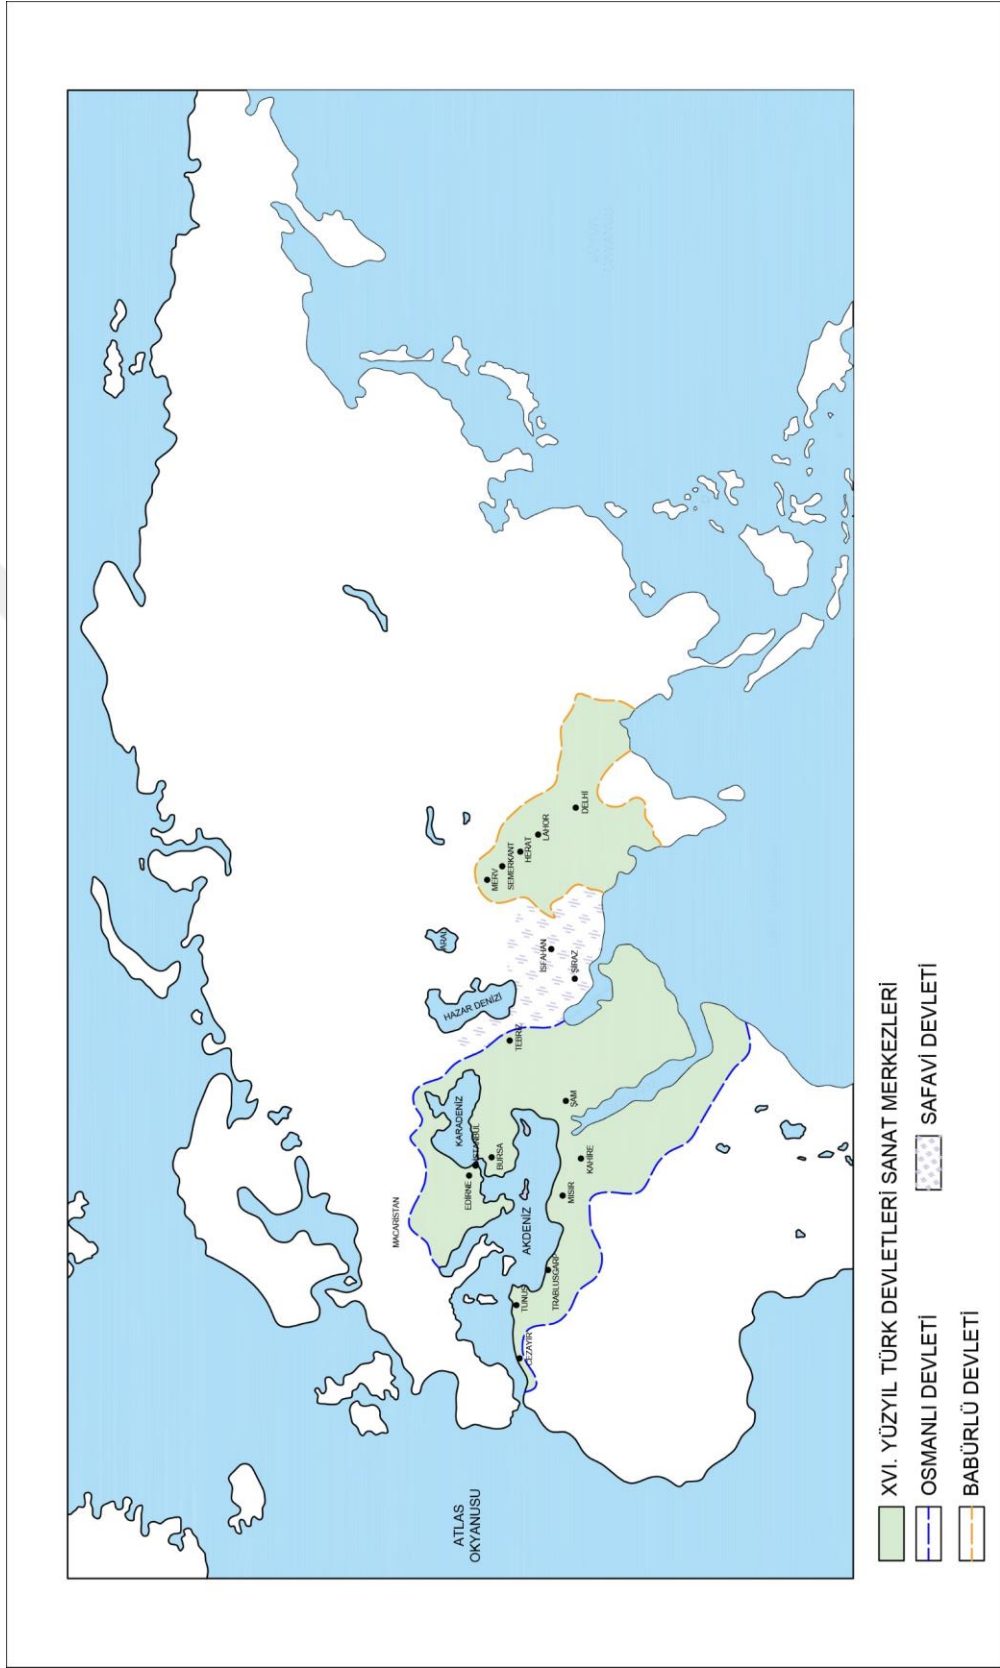 MACARİSTAN
KARADENİZ
EDİRNE
İSTANBUL
BURSA
AKDENİZ
TUNUS
CEZAYİR
TRABLUSGARP
MISIR
KAHİRE
ŞAM
TEBRİZ
HAZAR DENİZİ
ARAL
İSFAHAN
ŞİRAZ
MERV
SEMERKANT
HERAT
LAHOR
DELHİ
ATLAS
OKYANUSU
XVI. YÜZYIL TÜRK DEVLETLERİ SANAT MERKEZLERİ
OSMANLI DEVLETİ
SAFAVİ DEVLETİ
BABÜRLÜ DEVLETİ